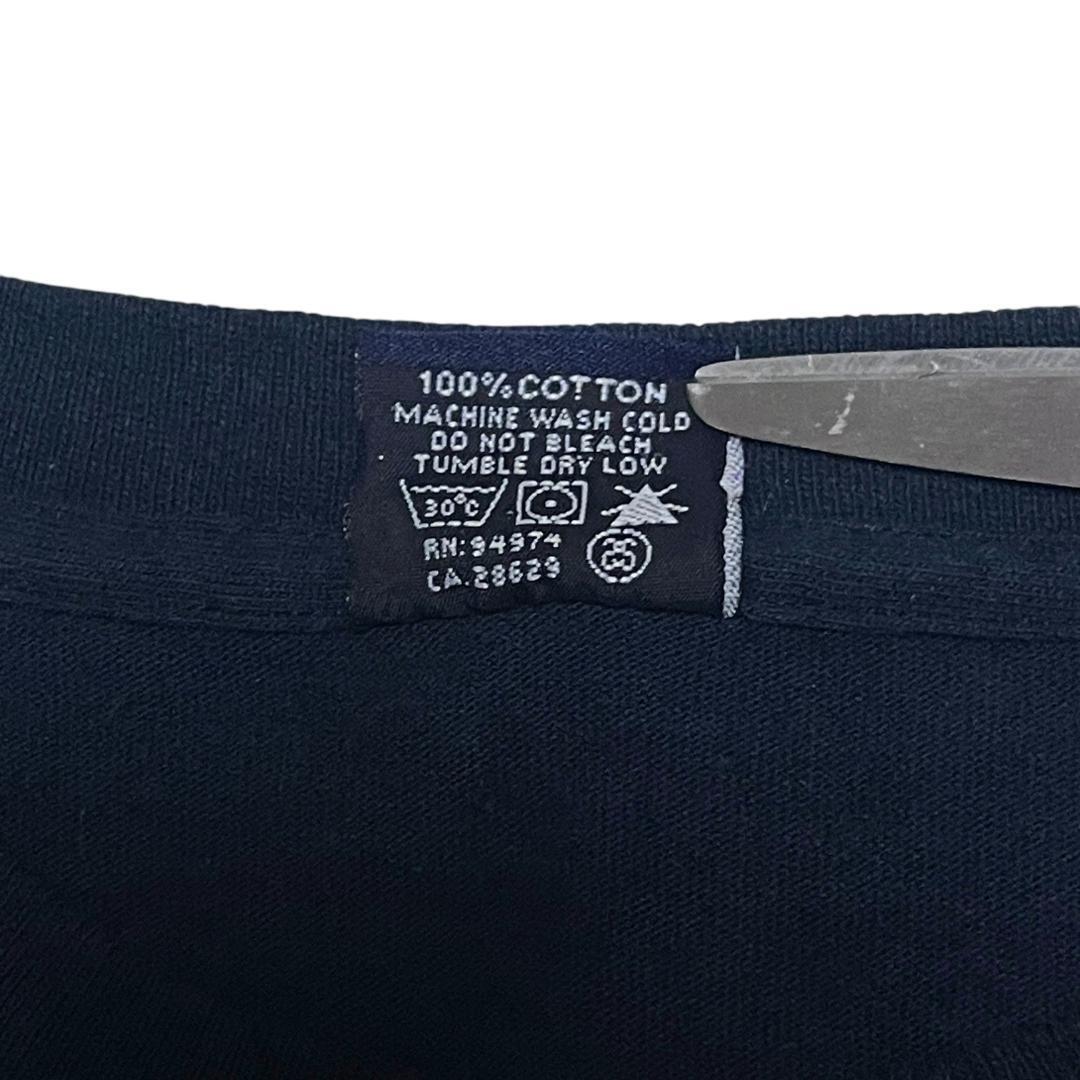 100% COTTON
MACHINE WASH COLD
DO NOT BLEACH
TUMBLE DRY LOW
30°C
RN: 94974
CA. 28629